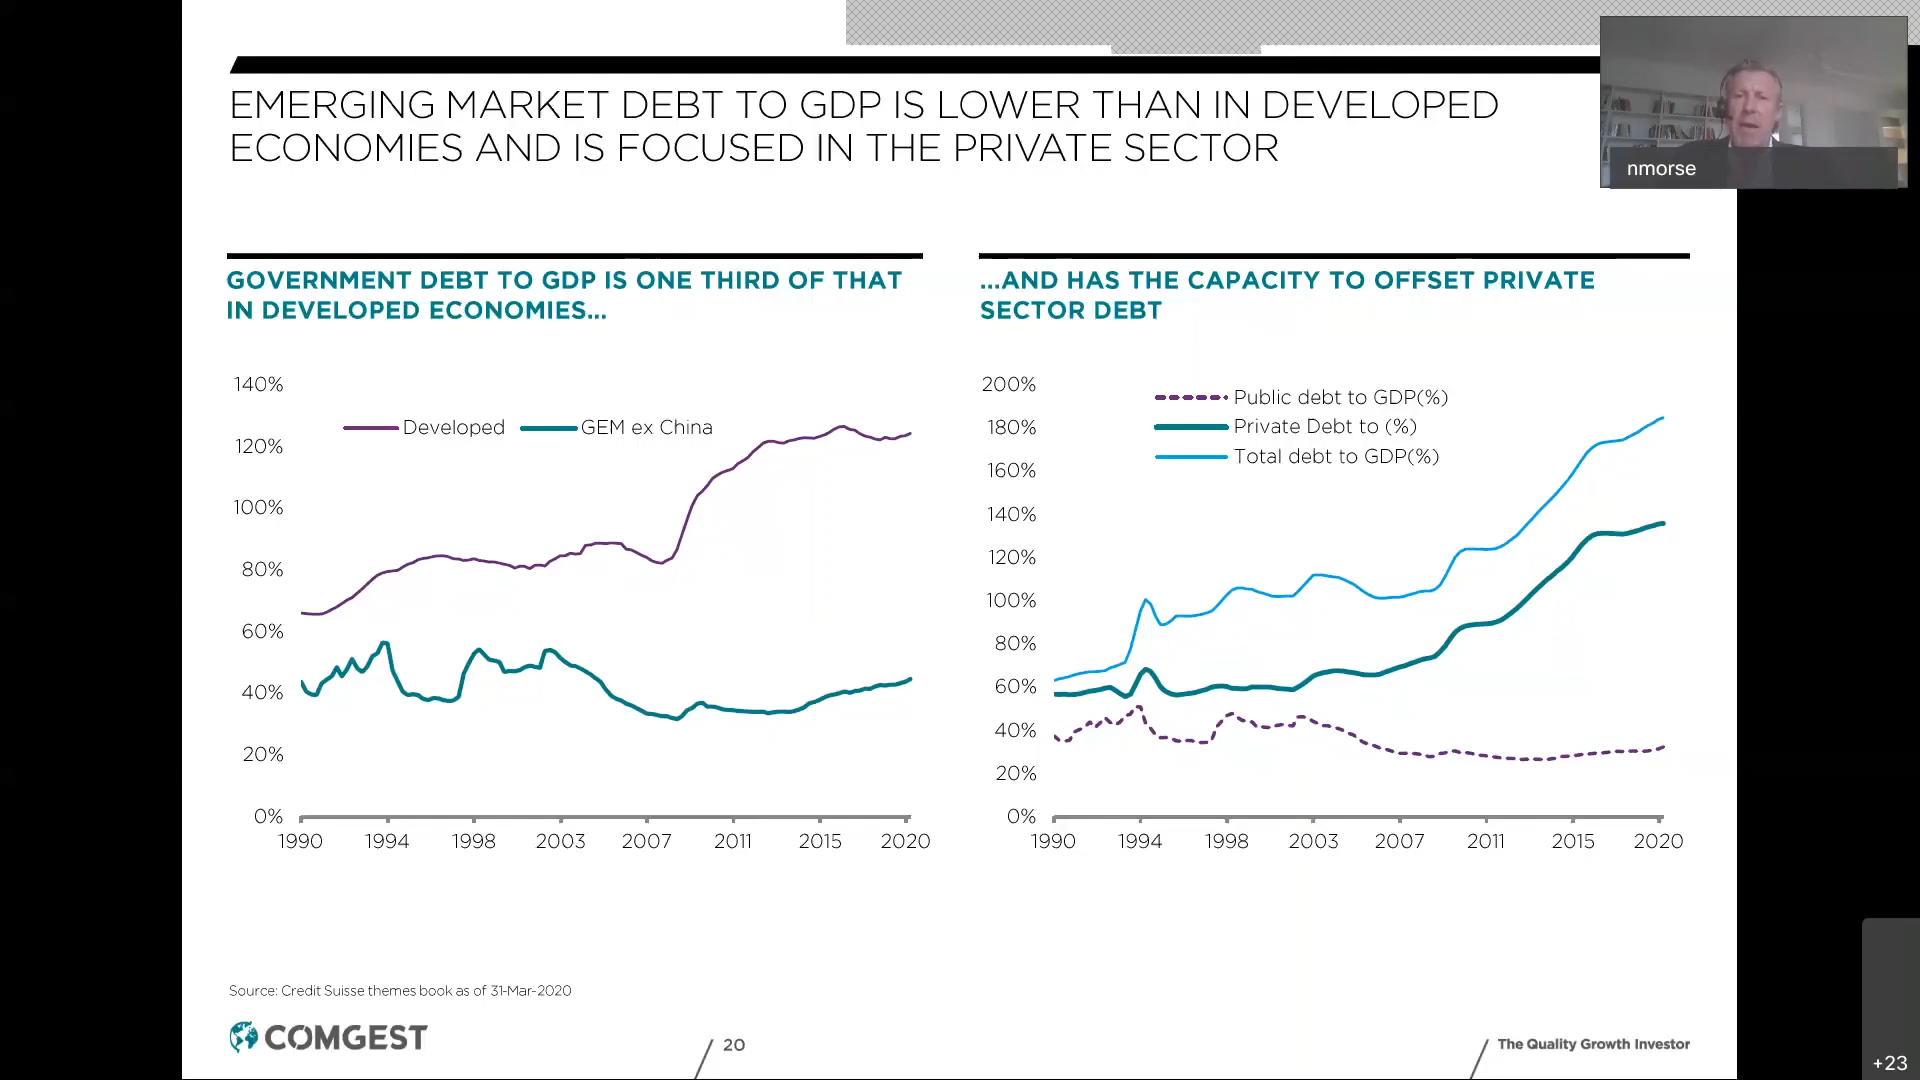 EMERGING MARKET DEBT TO GDP IS LOWER THAN IN DEVELOPED
ECONOMIES AND IS FOCUSED IN THE PRIVATE SECTOR
nmorse
GOVERNMENT DEBT TO GDP IS ONE THIRD OF THAT
IN DEVELOPED ECONOMIES...
140%
120%
100%
80%
60%
40%
20%
0%
Developed
GEM ex China
1990 1994 1998 2003 2007 2011 2015 2020
...AND HAS THE CAPACITY TO OFFSET PRIVATE
SECTOR DEBT
200%
180%
160%
140%
120%
100%
80%
60%
40%
20%
0%
Public debt to GDP(%)
Private Debt to (%)
Total debt to GDP(%)
1990 1994 1998 2003 2007 2011 2015 2020
Source: Credit Suisse themes book as of 31-Mar-2020
COMGEST
20
The Quality Growth Investor
+23